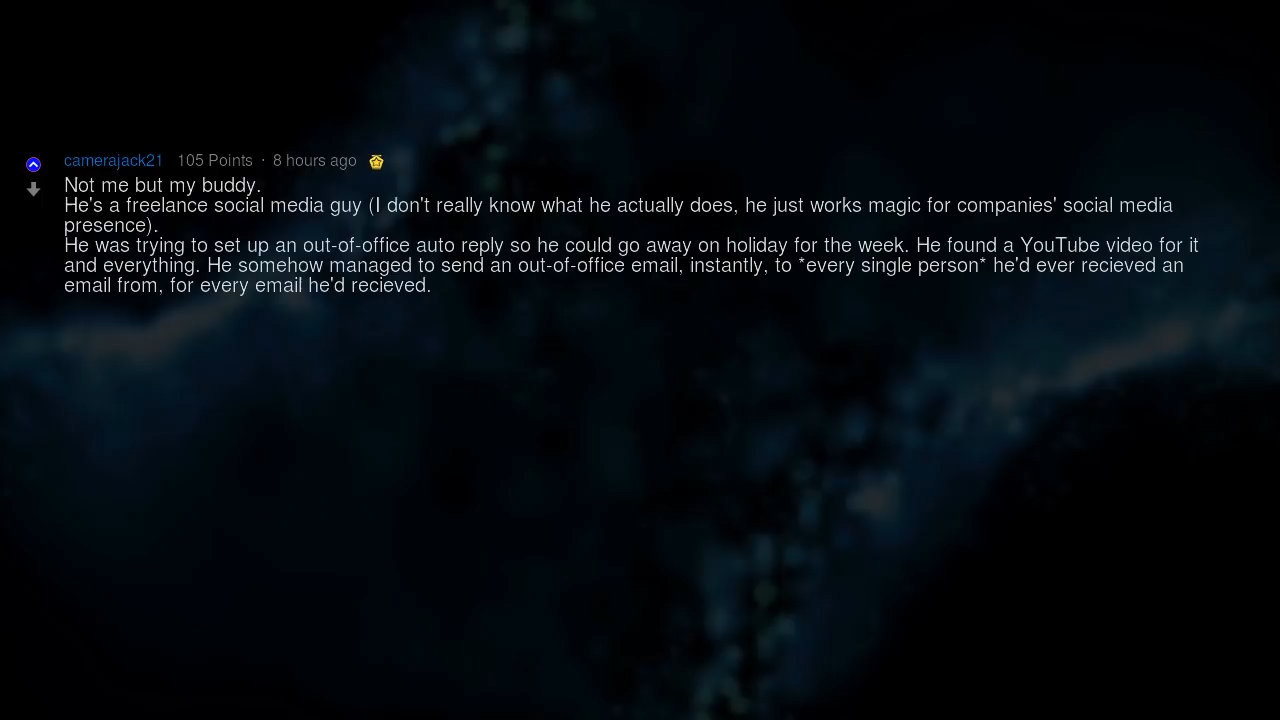 camerajack21 105 Points · 8 hours ago
Not me but my buddy.
He's a freelance social media guy (I don't really know what he actually does, he just works magic for companies' social media
presence).
He was trying to set up an out-of-office auto reply so he could go away on holiday for the week. He found a YouTube video for it
and everything. He somehow managed to send an out-of-office email, instantly, to *every single person* he'd ever recieved an
email from, for every email he'd recieved.